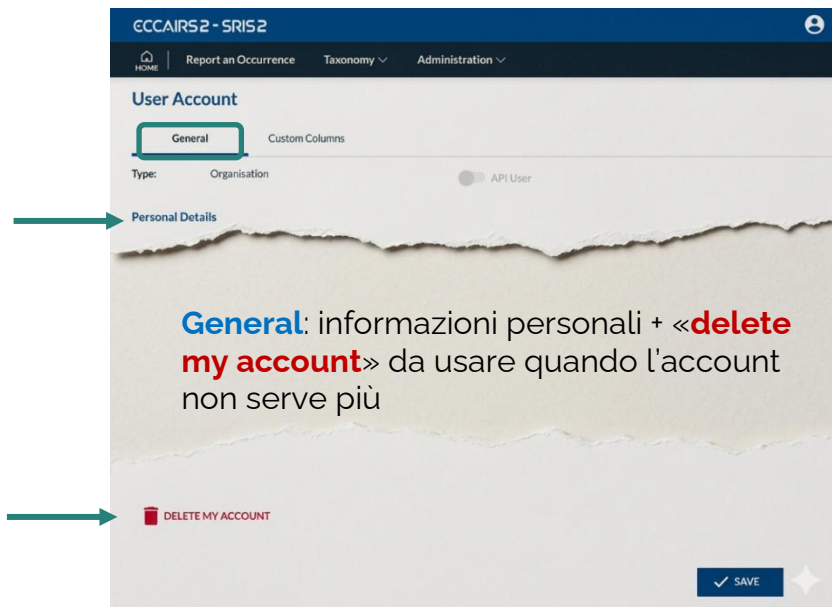 ECCAIRS2 - SRIS2
HOME Report an Occurrence Taxonomy Administration
User Account
General Custom Columns
Type: Organisation API User
Personal Details
General: informazioni personali + «delete
my account» da usare quando l'account
non serve più
DELETE MY ACCOUNT
SAVE